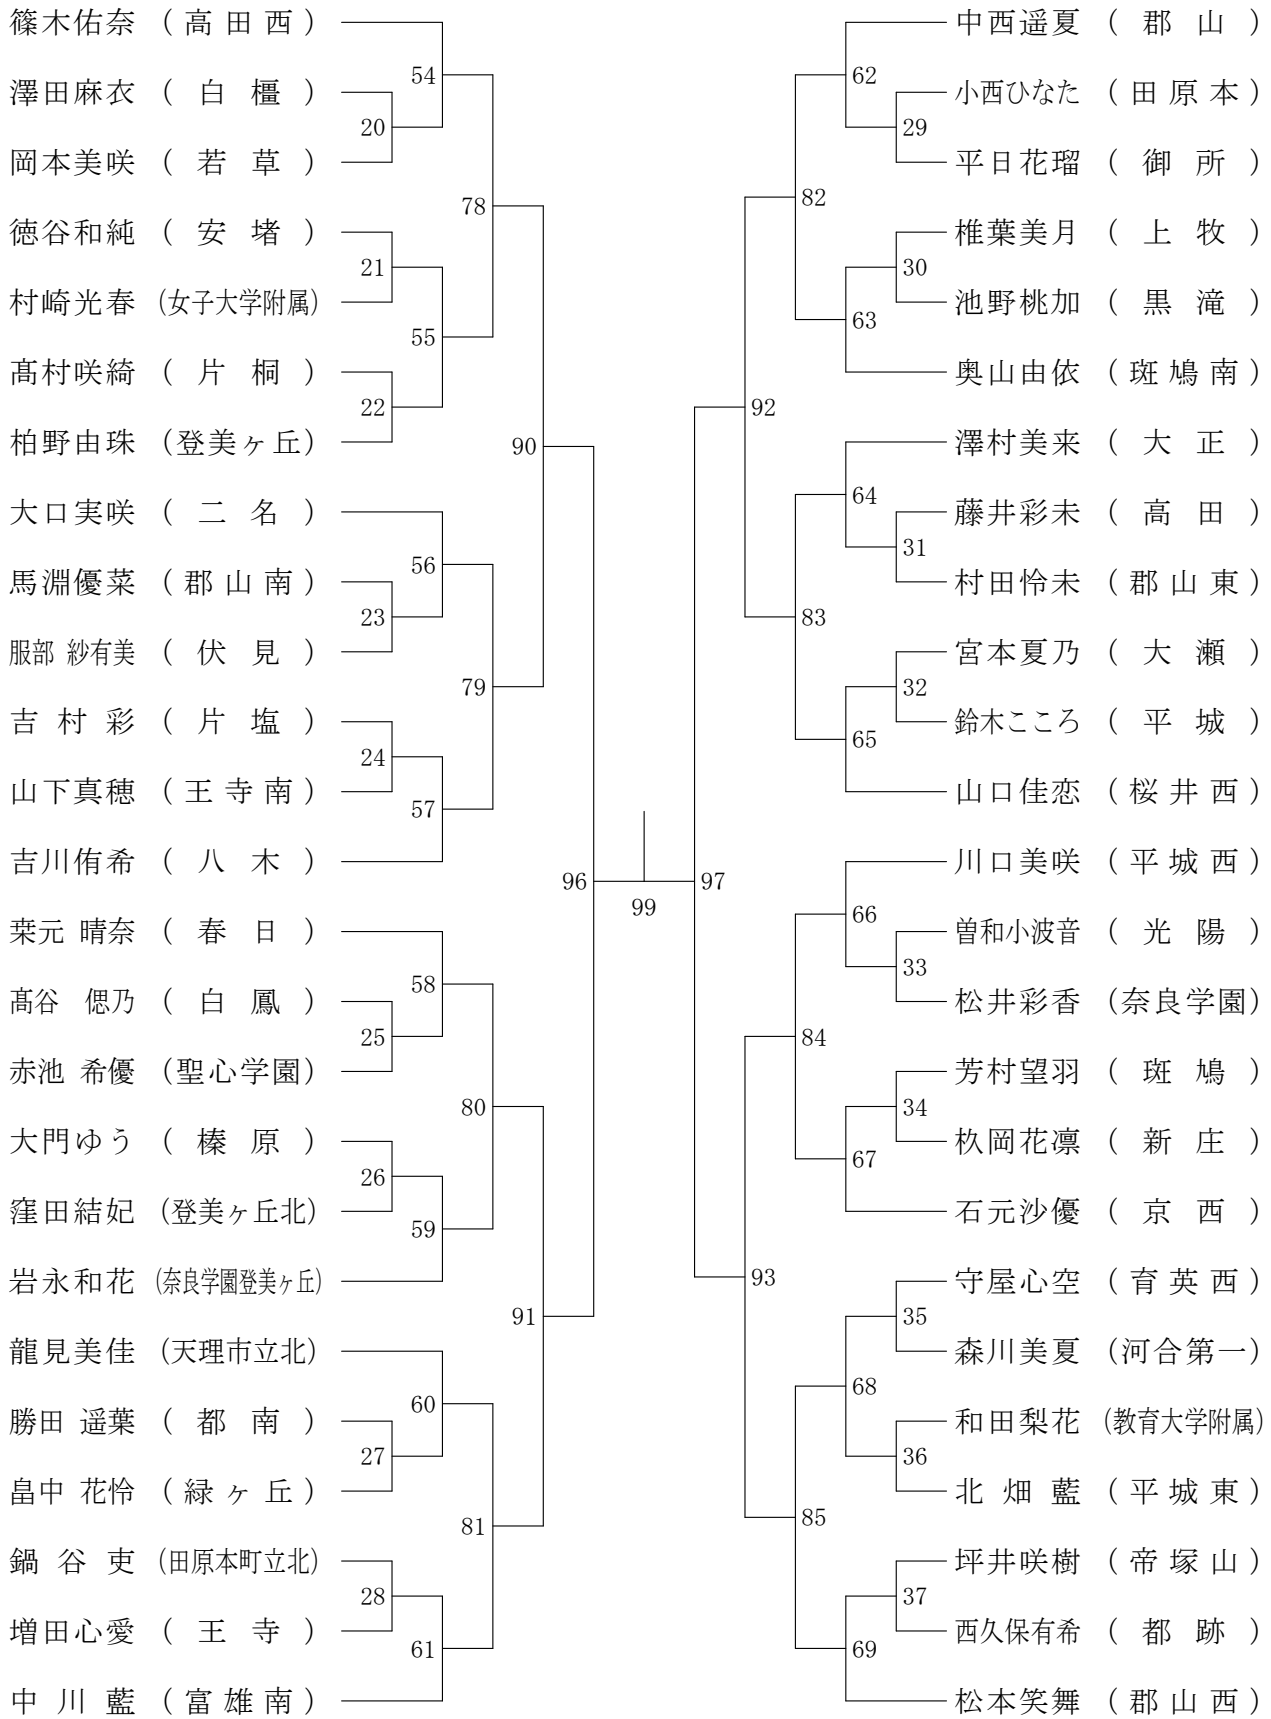 篠木佑奈 (高田西)
54
澤田麻衣 (白橿)
20
岡本美咲 (若草)
78
徳谷和純 (安堵)
21
村崎光春 (女子大学附属)
55
髙村咲綺 (片桐)
22
柏野由珠 (登美ヶ丘)
90
大口実咲 (二名)
56
馬淵優菜 (郡山南)
23
服部 紗有美 (伏見)
79
吉村彩 (片塩)
24
山下真穂 (王寺南)
57
吉川侑希 (八木)
96
栞元 晴奈 (春日)
58
髙谷 偲乃 (白鳳)
25
赤池 希優 (聖心学園)
80
大門ゆう (榛原)
26
窪田結妃 (登美ヶ丘北)
59
岩永和花 (奈良学園登美ヶ丘)
91
龍見美佳 (天理市立北)
60
勝田 遥葉 (都南)
27
畠中 花怜 (緑ヶ丘)
81
鍋谷吏 (田原本町立北)
28
増田心愛 (王寺)
61
中川藍 (富雄南)
99
中西遥夏 (郡山)
62
小西ひなた (田原本)
29
平日花瑠 (御所)
82
椎葉美月 (上牧)
30
池野桃加 (黒滝)
63
奥山由依 (斑鳩南)
92
澤村美来 (大正)
64
藤井彩未 (高田)
31
村田怜未 (郡山東)
83
宮本夏乃 (大瀬)
32
鈴木こころ (平城)
65
山口佳恋 (桜井西)
97
川口美咲 (平城西)
66
曽和小波音 (光陽)
33
松井彩香 (奈良学園)
84
芳村望羽 (斑鳩)
34
杦岡花凛 (新庄)
67
石元沙優 (京西)
93
守屋心空 (育英西)
35
森川美夏 (河合第一)
68
和田梨花 (教育大学附属)
36
北畑藍 (平城東)
85
坪井咲樹 (帝塚山)
37
西久保有希 (都跡)
69
松本笑舞 (郡山西)